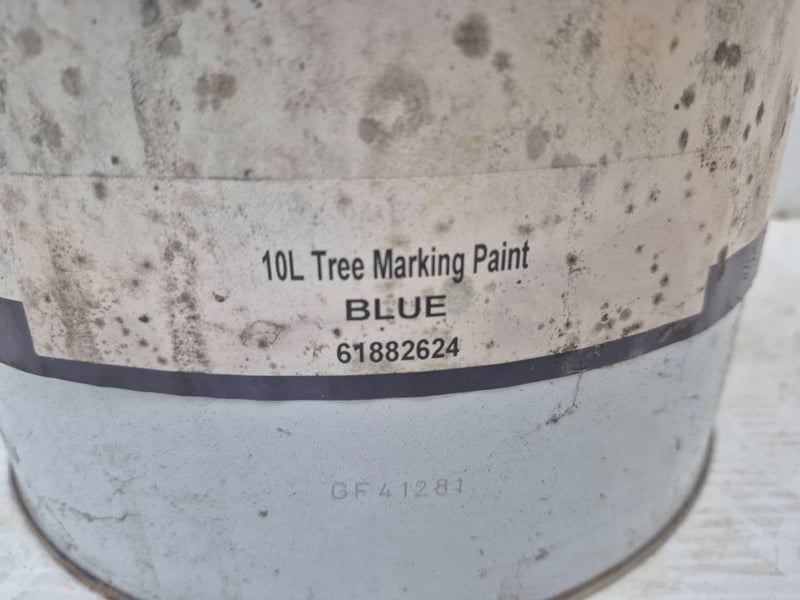 10L Tree Marking Paint
BLUE
61882624
GF41281